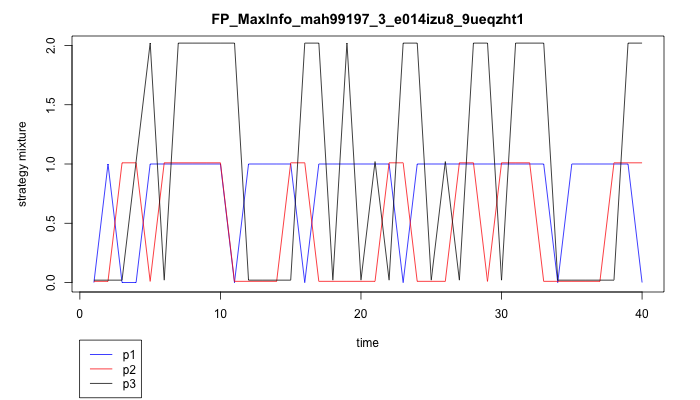 FP_MaxInfo_mah99197_3_e014izu8_9ueqzht1
strategy mixture
2.0
1.5
1.0
0.5
0.0
0 10 20 30 40
time
p1
p2
p3